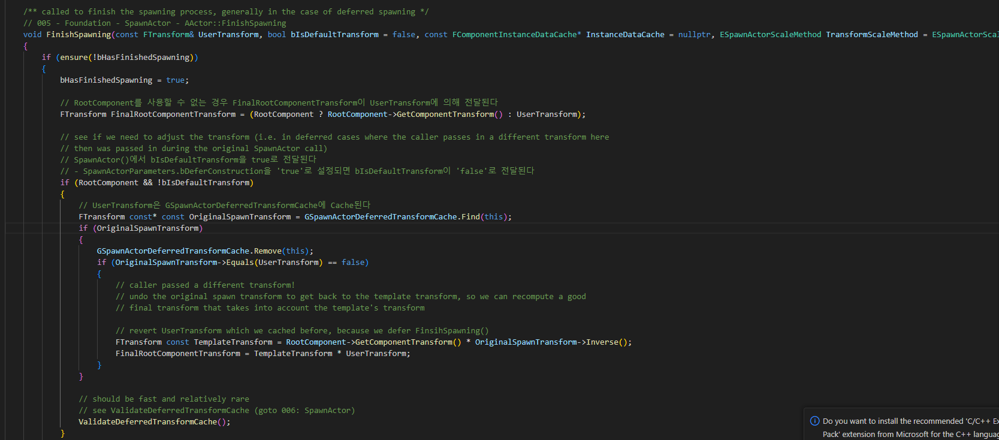 /** called to finish the spawning process, generally in the case of deferred spawning */
// 005 - Foundation - SpawnActor - AActor::FinishSpawning
void FinishSpawning(const FTransform& UserTransform, bool bIsDefaultTransform = false, const FComponentInstanceDataCache* InstanceDataCache = nullptr, ESpawnActorScaleMethod TransformScaleMethod = ESpawnActorScal
{
if (ensure(!bHasFinishedSpawning))
{
bHasFinishedSpawning = true;
// RootComponent를 사용할 수 없는 경우 FinalRootComponentTransform이 UserTransform에 의해 전달된다
FTransform FinalRootComponentTransform = (RootComponent ? RootComponent->GetComponentTransform() : UserTransform);
// see if we need to adjust the transform (i.e. in deferred cases where the caller passes in a different transform here
// then was passed in during the original SpawnActor call)
// SpawnActor()에서 bIsDefaultTransform을 true로 전달된다
// - SpawnActorParameters.bDeferConstruction을 'true'로 설정되면 bIsDefaultTransform이 'false'로 전달된다
if (RootComponent && !bIsDefaultTransform)
{
// UserTransform은 GSpawnActorDeferredTransformCache에 Cache된다
FTransform const* const OriginalSpawnTransform = GSpawnActorDeferredTransformCache.Find(this);
if (OriginalSpawnTransform)
{
GSpawnActorDeferredTransformCache.Remove(this);
if (OriginalSpawnTransform->Equals(UserTransform) == false)
{
// caller passed a different transform!
// undo the original spawn transform to get back to the template transform, so we can recompute a good
// final transform that takes into account the template's transform
// revert UserTransform which we cached before, because we defer FinsihSpawning()
FTransform const TemplateTransform = RootComponent->GetComponentTransform() * OriginalSpawnTransform->Inverse();
FinalRootComponentTransform = TemplateTransform * UserTransform;
}
}
// should be fast and relatively rare
// see ValidateDeferredTransformCache (goto 006: SpawnActor)
ValidateDeferredTransformCache();
}
Do you want to install the recommended 'C/C++ Ex
Pack' extension from Microsoft for the C++ languag